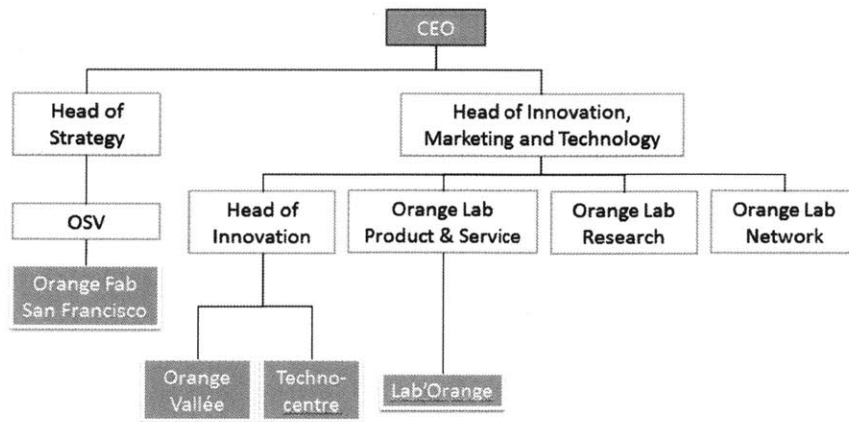 CEO
Head of
Strategy
Head of Innovation,
Marketing and Technology
OSV
Head of
Innovation
Orange Lab
Product & Service
Orange Lab
Research
Orange Lab
Network
Orange Fab
San Francisco
Orange
Vallée
Techno-
centre
Lab'Orange